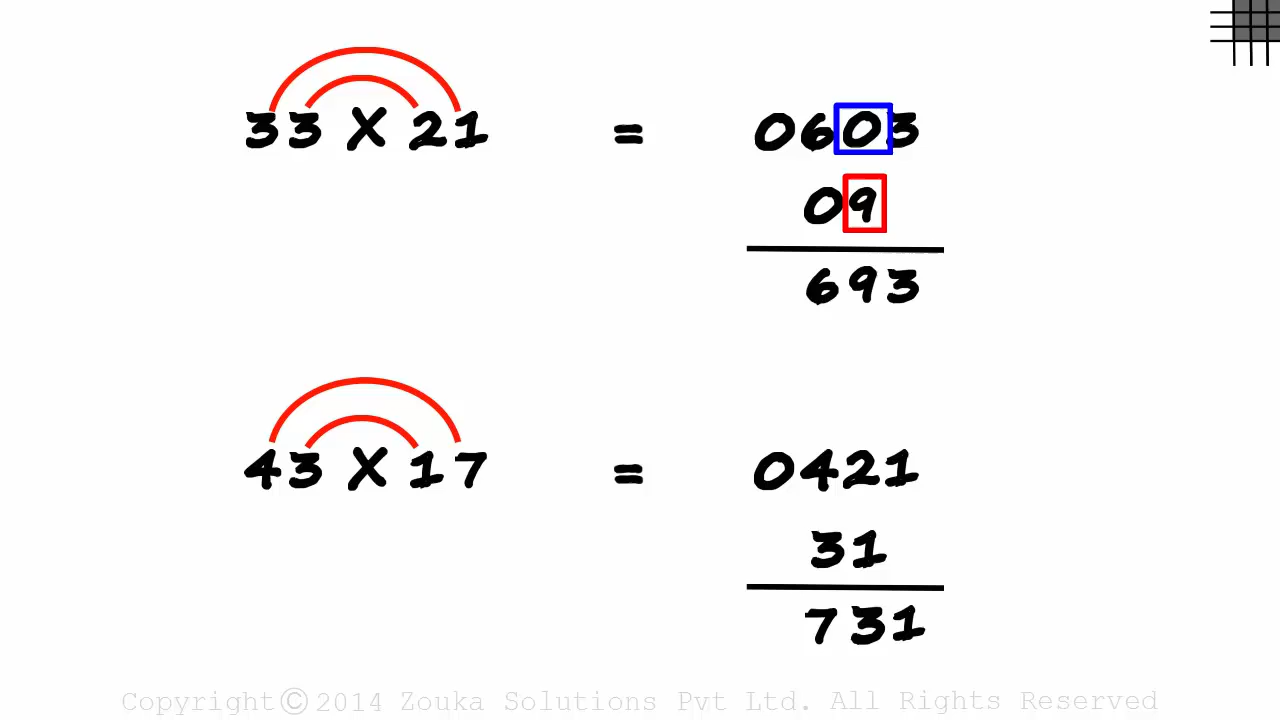 33 X 21 = 0603
09
693
43 X 17 = 0421
31
731
Copyright© 2014 Zouka Solutions Pvt Ltd. All Rights Reserved